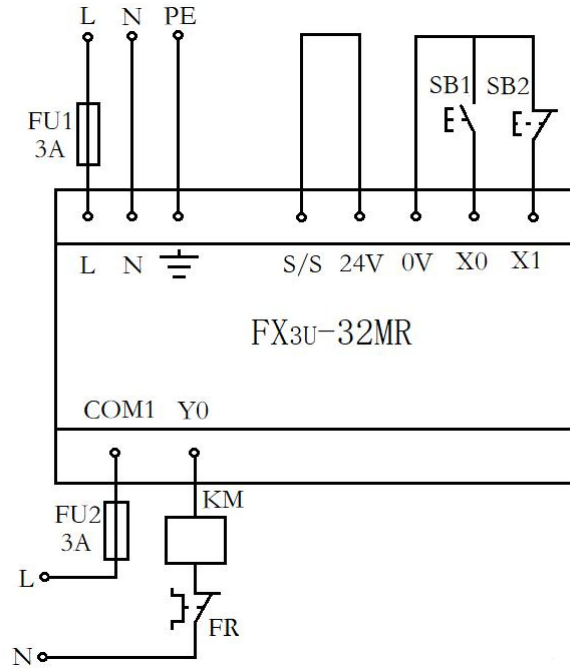 L N PE
SB1 SB2
FU1
3A
L N S/S 24V 0V X0 X1
FX3U-32MR
COM1 Y0
KM
FU2
3A
L
FR
N